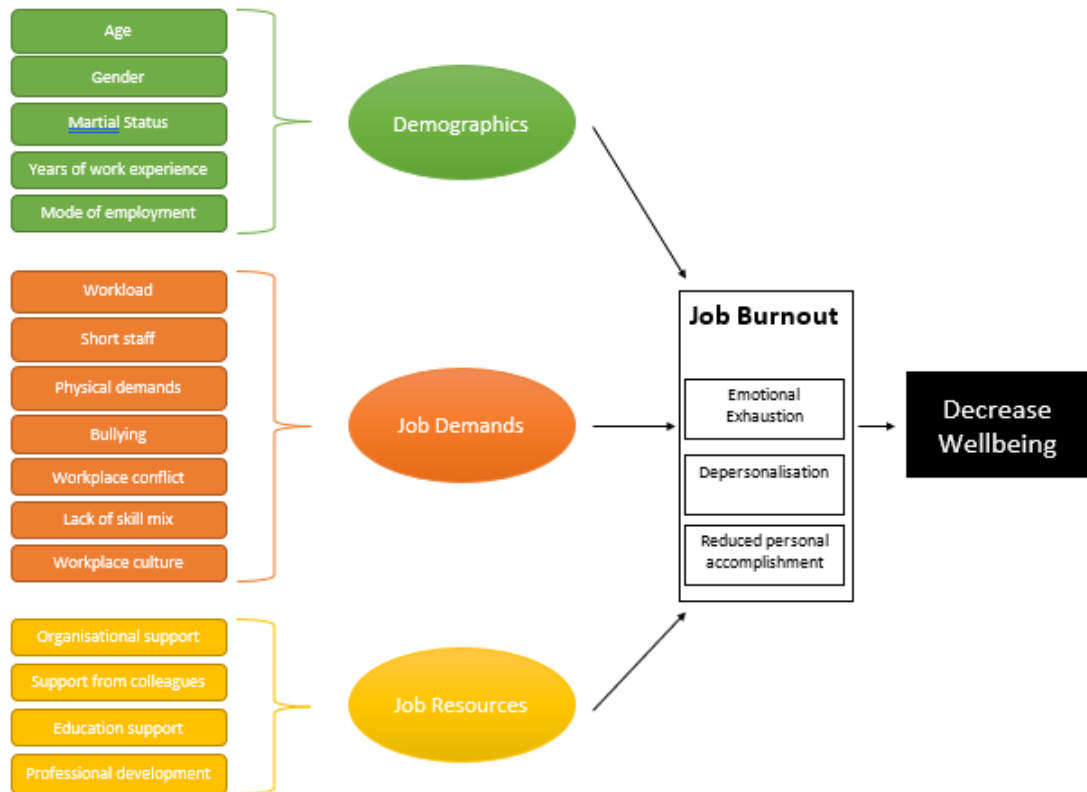 Age
Gender
Martial Status
Years of work experience
Mode of employment
Demographics
Workload
Short staff
Physical demands
Bullying
Workplace conflict
Lack of skill mix
Workplace culture
Job Demands
Organisational support
Support from colleagues
Education support
Professional development
Job Resources
Job Burnout
Emotional
Exhaustion
Depersonalisation
Reduced personal
accomplishment
Decrease
Wellbeing